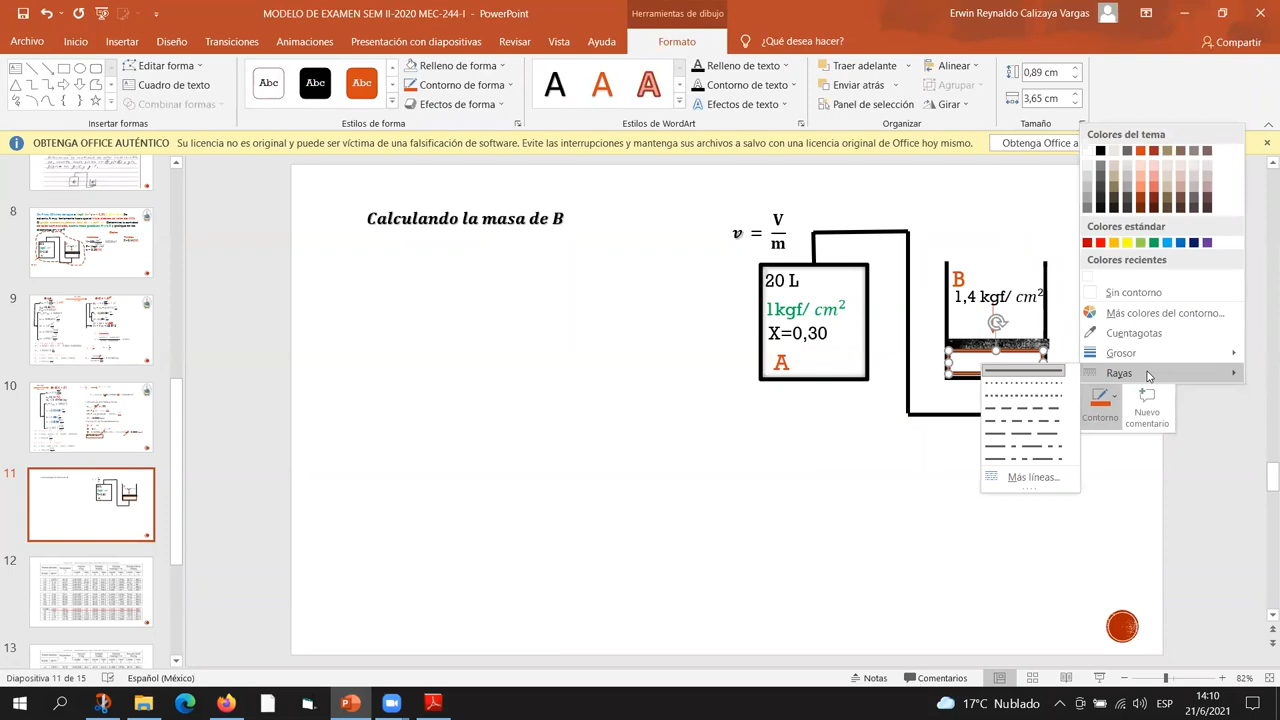 MODELO DE EXAMEN SEM II-2020 MEC-244-I - PowerPoint
Herramientas de dibujo
Erwin Reynaldo Calizaya Vargas
Archivo Inicio Insertar Diseño Transiciones Animaciones Presentación con diapositivas Revisar Vista Ayuda Formato ¿Qué desea hacer? Compartir
Editar forma
Cuadro de texto
Combinar formas
Insertar formas
Abc Abc Abc
Relleno de forma
Contorno de forma
Efectos de forma
Estilos de forma
A A A
Relleno de texto
Contorno de texto
Efectos de texto
Estilos de WordArt
Traer adelante
Enviar atrás
Panel de selección
Alinear
Agrupar
Girar
Organizar
0,89 cm
3,65 cm
Tamaño
OBTENGA OFFICE AUTÉNTICO Su licencia no es original y puede ser víctima de una falsificación de software. Evite las interrupciones y mantenga sus archivos a salvo con una licencia original de Office hoy mismo. Obtenga Office a
Colores del tema
Colores estándar
Colores recientes
Sin contorno
Más colores del contorno...
Cuentagotas
Grosor
Rayas
Más líneas...
Contorno
Nuevo comentario
8
9
10
11
12
13
Calculando la masa de B
v = V/m
20 L
1kgf/ cm²
X=0,30
A
B
1,4 kgf/ cm²
Diapositiva 11 de 15 Español (México) Notas Comentarios 82%
17°C Nublado ESP 14:10
21/6/2021